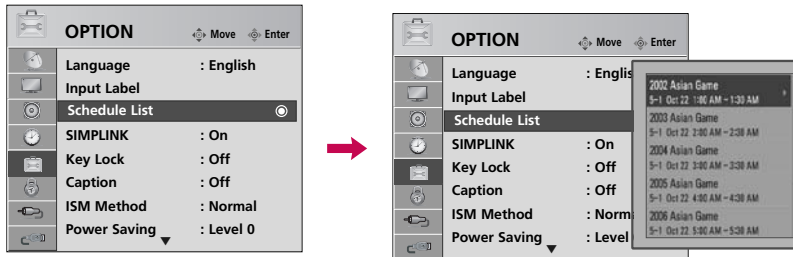 OPTION
Move Enter
Language : English
Input Label
Schedule List
SIMPLINK : On
Key Lock : Off
Caption : Off
ISM Method : Normal
Power Saving : Level 0
OPTION
Move Enter
Language : Englis
Input Label
Schedule List
SIMPLINK : On
Key Lock : Off
Caption : Off
ISM Method : Norm
Power Saving : Level
2002 Asian Game
5-1 Oct 22 1:00 AM ~ 1:30 AM
2003 Asian Game
5-1 Oct 22 2:00 AM ~ 2:30 AM
2004 Asian Game
5-1 Oct 22 3:00 AM ~ 3:30 AM
2005 Asian Game
5-1 Oct 22 4:00 AM ~ 4:30 AM
2006 Asian Game
5-1 Oct 22 5:00 AM ~ 5:30 AM